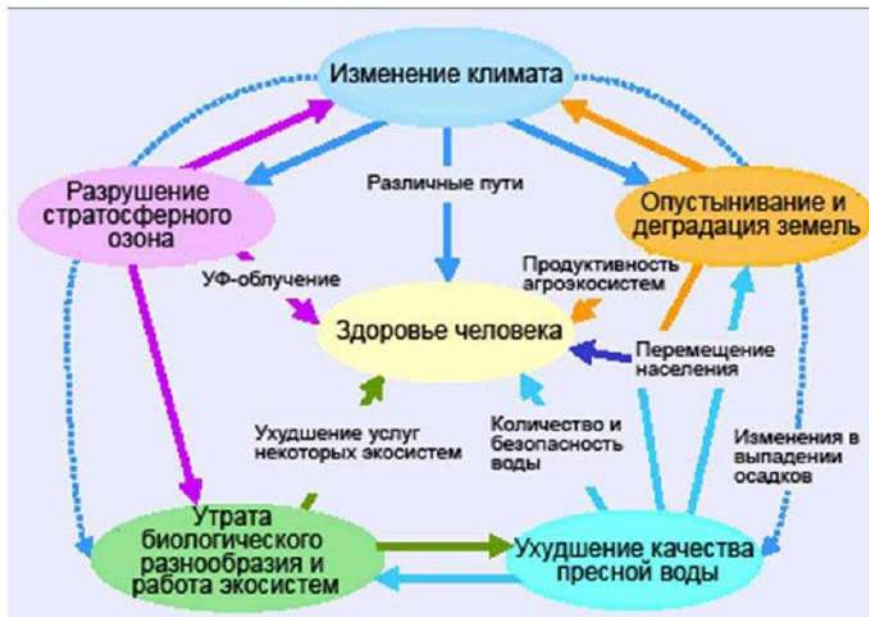 Изменение климата
Различные пути
Разрушение
стратосферного
озона
Опустынивание и
деградация земель
УФ-облучение
Продуктивность
агроэкосистем
Здоровье человека
Перемещение
населения
Ухудшение услуг
некоторых экосистем
Количество и
безопасность
воды
Изменения в
выпадении
осадков
Утрата
биологического
разнообразия и
работа экосистем
Ухудшение качества
пресной воды